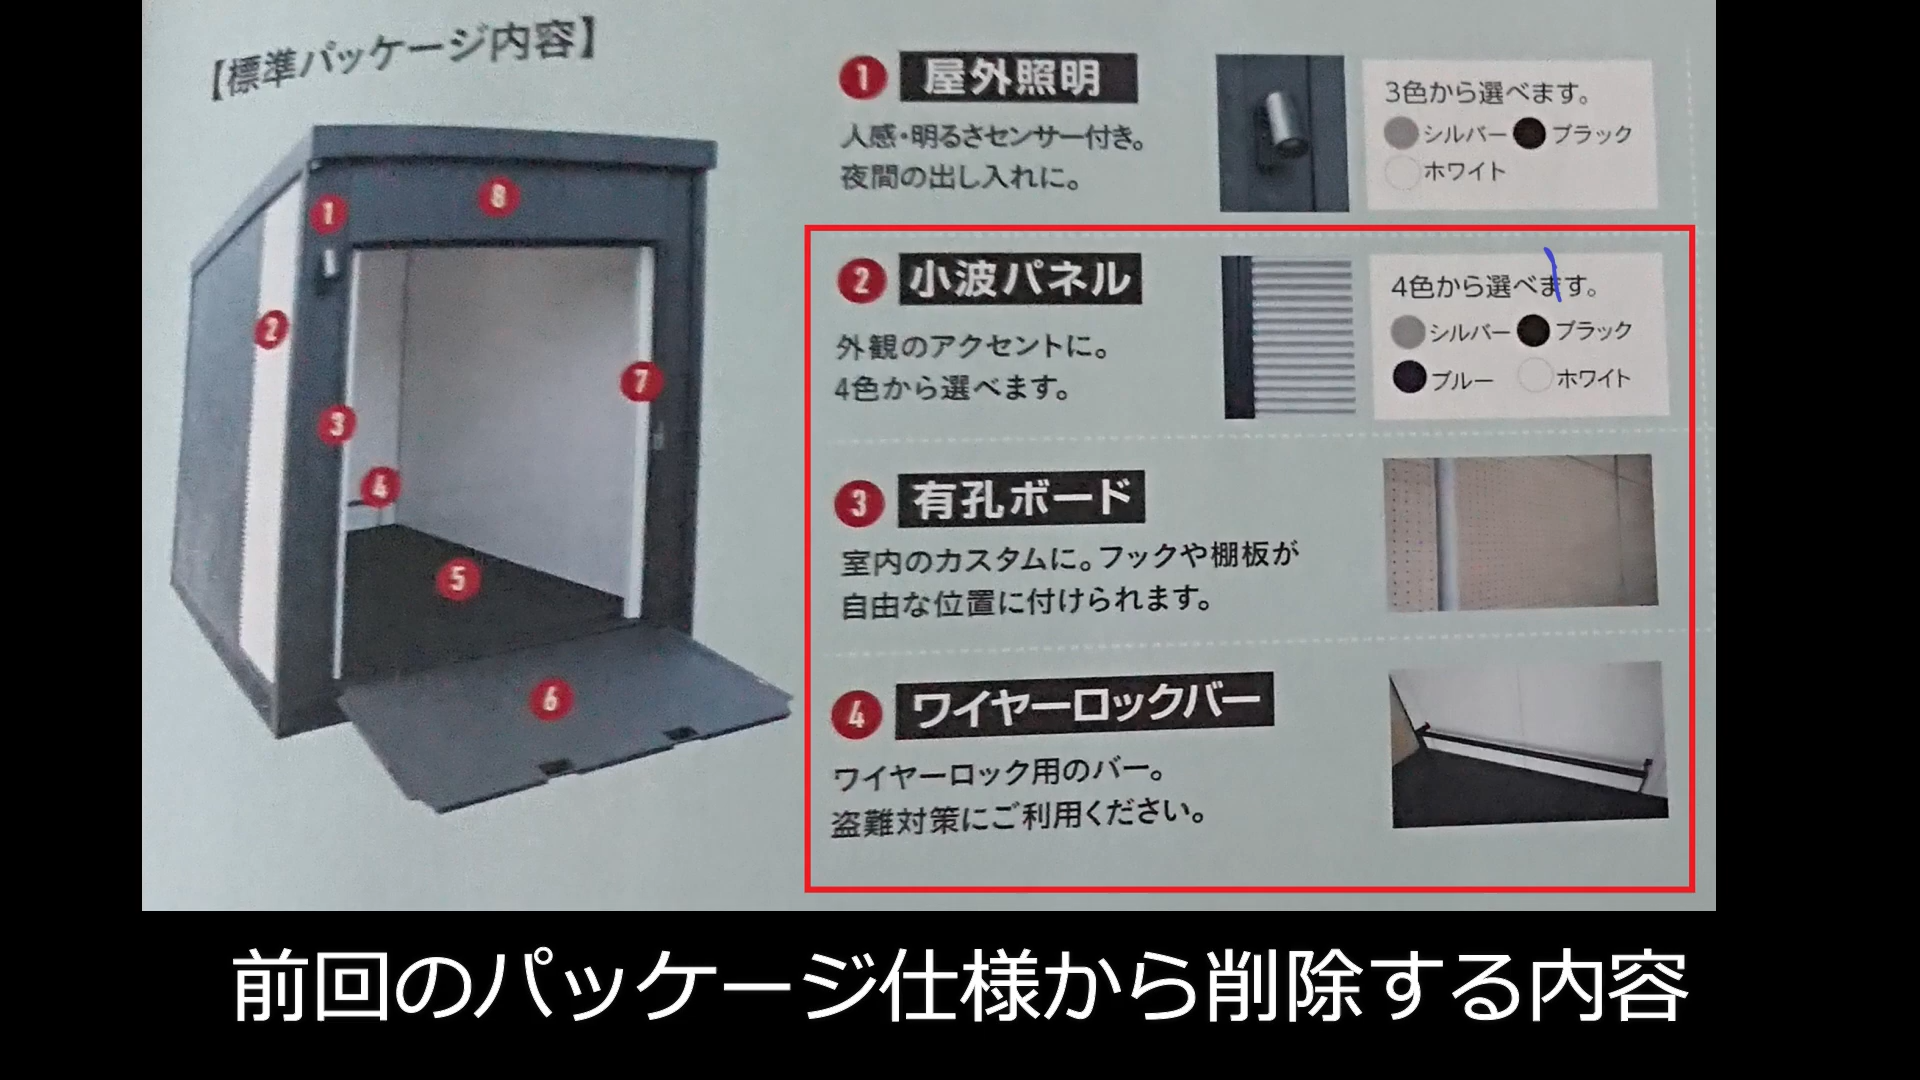 【標準パッケージ内容】
1
8
2
3
7
4
5
6
1 屋外照明
人感・明るさセンサー付き。
夜間の出し入れに。
3色から選べます。
シルバー ブラック
ホワイト
2 小波パネル
外観のアクセントに。
4色から選べます。
4色から選べます。
シルバー ブラック
ブルー ホワイト
3 有孔ボード
室内のカスタムに。フックや棚板が
自由な位置に付けられます。
4 ワイヤーロックバー
ワイヤーロック用のバー。
盗難対策にご利用ください。
前回のパッケージ仕様から削除する内容